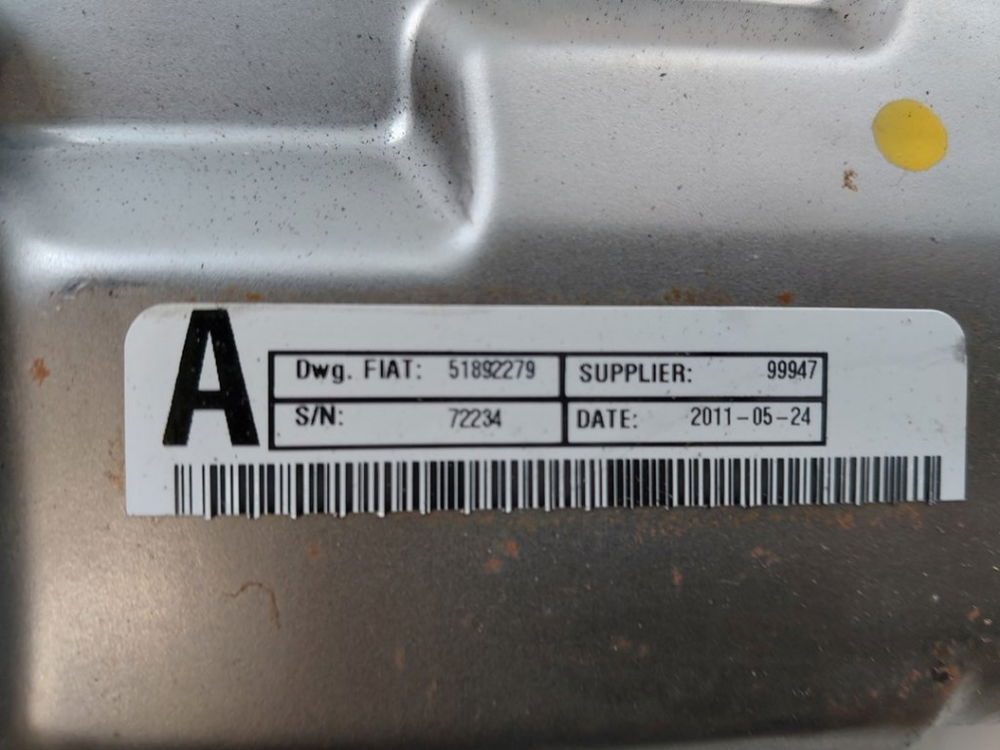 A
Dwg. FIAT: 51892279 SUPPLIER: 99947
S/N: 72234 DATE: 2011-05-24